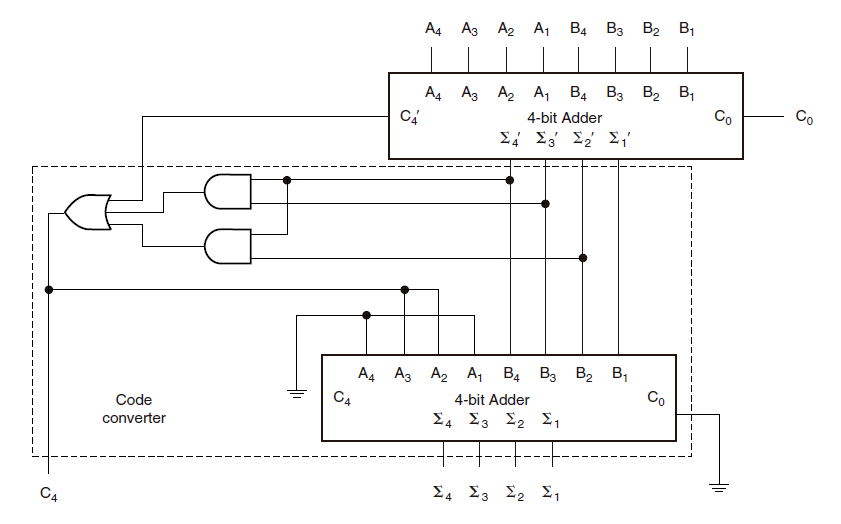 A₄ A₃ A₂ A₁ B₄ B₃ B₂ B₁
A₄ A₃ A₂ A₁ B₄ B₃ B₂ B₁
C₄′ 4-bit Adder C₀ C₀
Σ₄′ Σ₃′ Σ₂′ Σ₁′
A₄ A₃ A₂ A₁ B₄ B₃ B₂ B₁
Code
converter
C₄ 4-bit Adder C₀
Σ₄ Σ₃ Σ₂ Σ₁
C₄ Σ₄ Σ₃ Σ₂ Σ₁